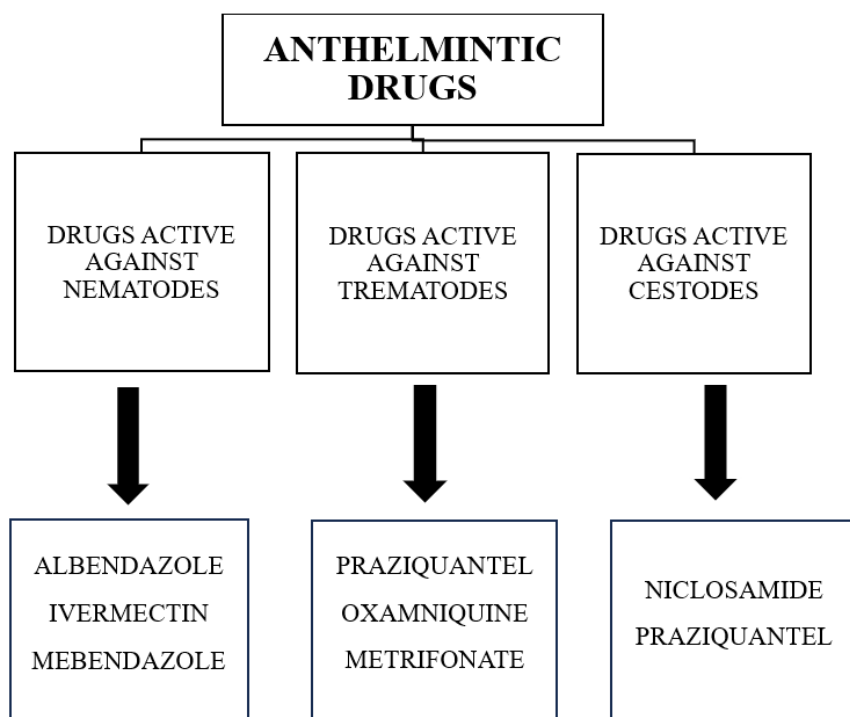 ANTHELMINTIC
DRUGS
DRUGS ACTIVE
AGAINST
NEMATODES
DRUGS ACTIVE
AGAINST
TREMATODES
DRUGS ACTIVE
AGAINST
CESTODES
ALBENDAZOLE
IVERMECTIN
MEBENDAZOLE
PRAZIQUANTEL
OXAMNIQUINE
METRIFONATE
NICLOSAMIDE
PRAZIQUANTEL